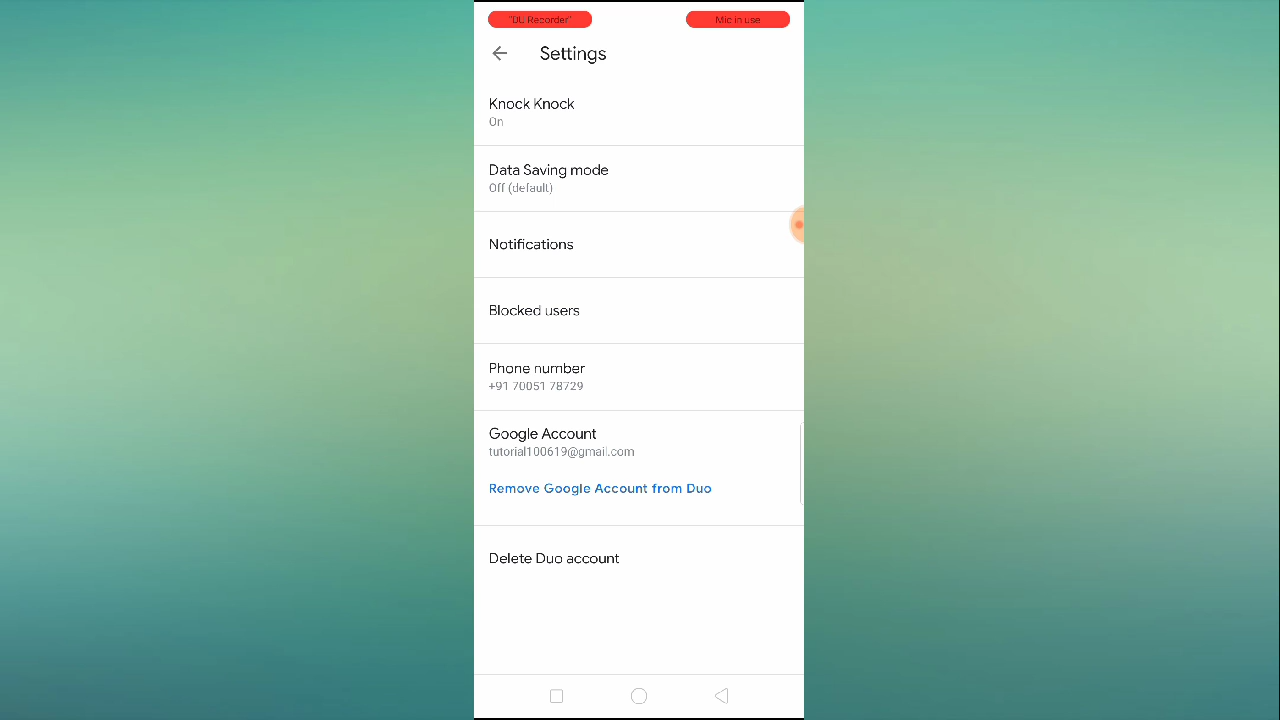 "DU Recorder"
Mic in use
Settings
Knock Knock
On
Data Saving mode
Off (default)
Notifications
Blocked users
Phone number
+91 70051 78729
Google Account
tutorial100619@gmail.com
Remove Google Account from Duo
Delete Duo account